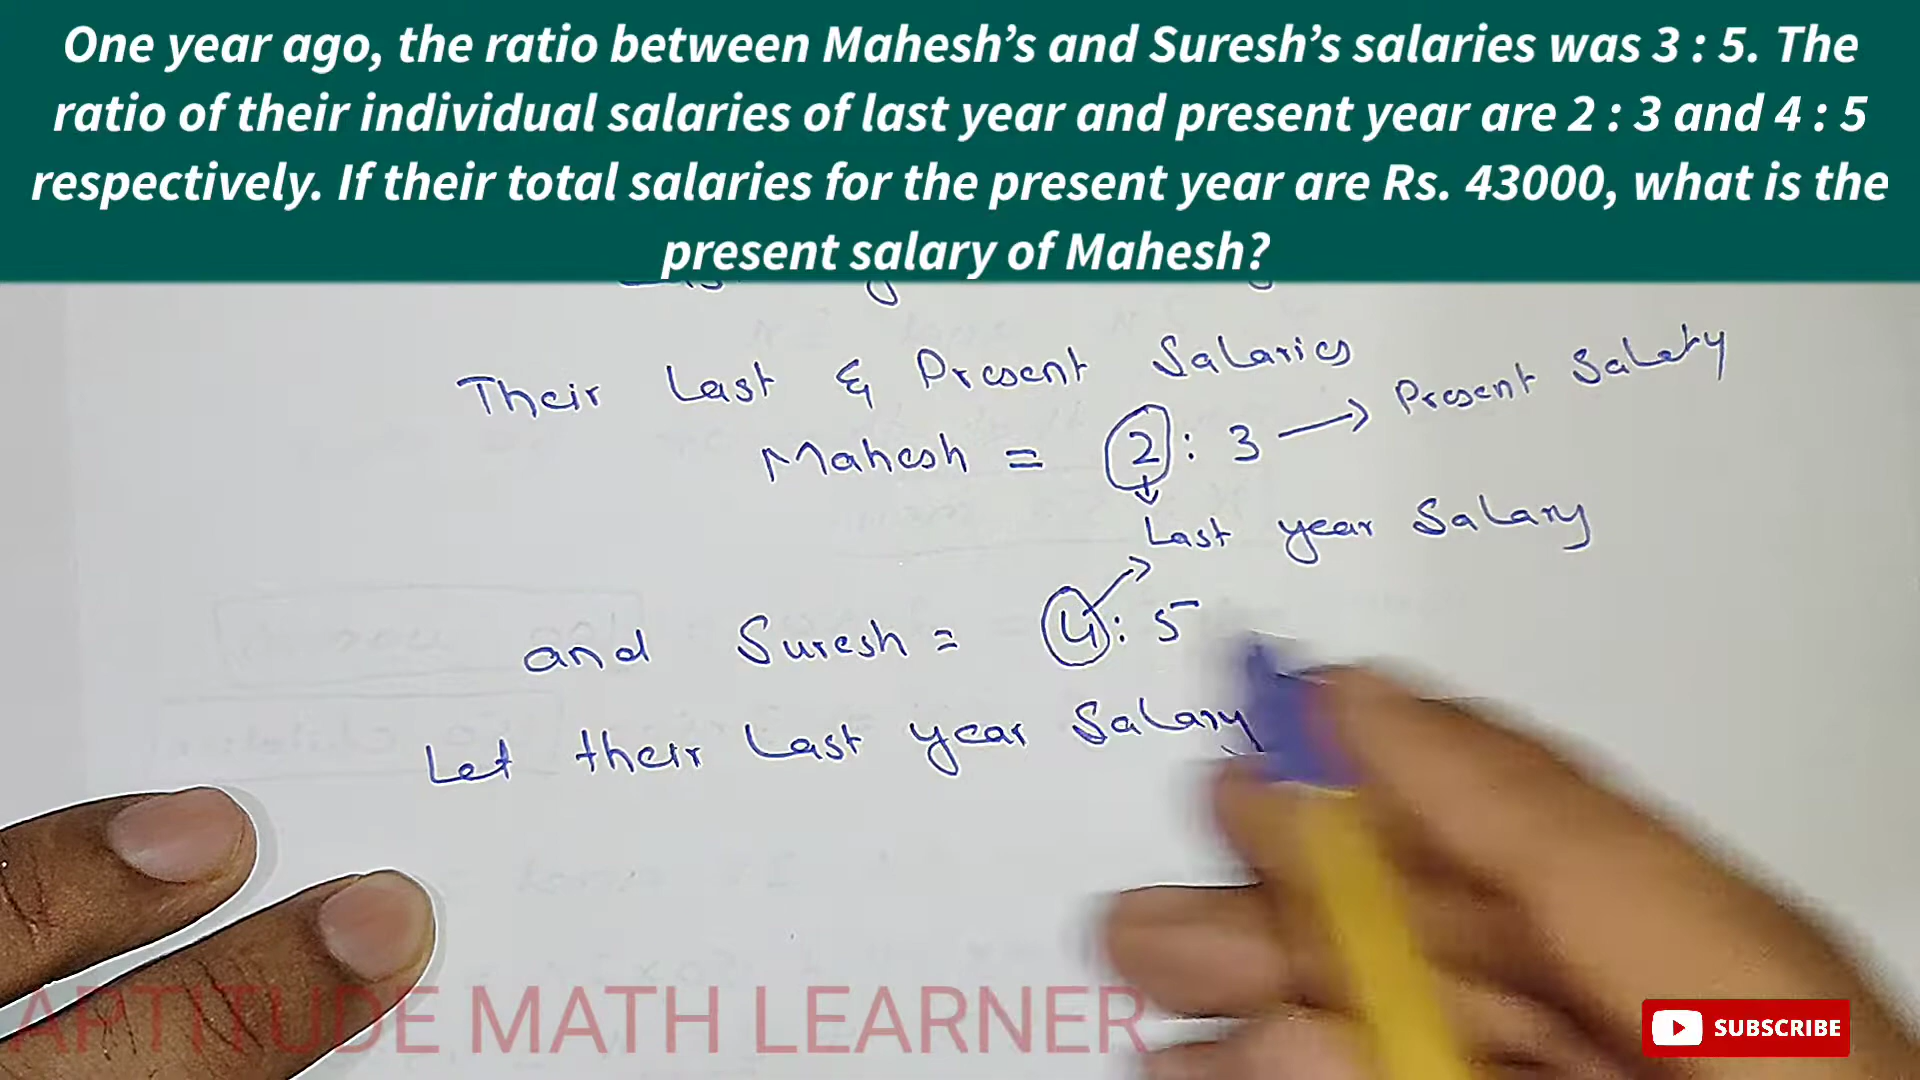 One year ago, the ratio between Mahesh’s and Suresh’s salaries was 3 : 5. The
ratio of their individual salaries of last year and present year are 2 : 3 and 4 : 5
respectively. If their total salaries for the present year are Rs. 43000, what is the
present salary of Mahesh?
Their Last & Present Salaries
Mahesh = 2 : 3 → Present Salary
Last year Salary
and Suresh = 4 : 5
Let their Last year Salary
APTITUDE MATH LEARNER
SUBSCRIBE